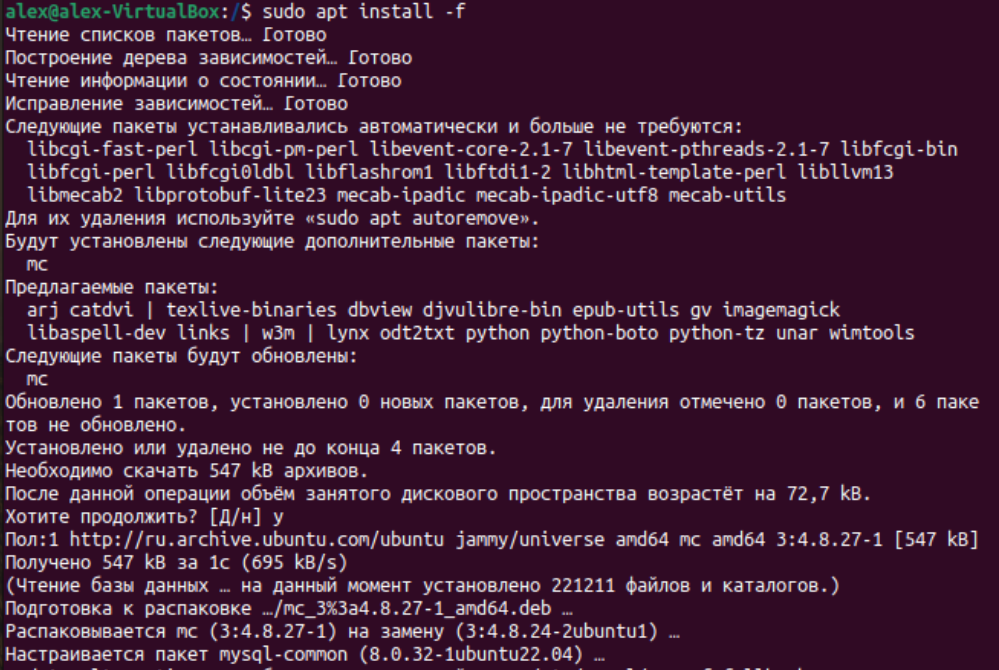 alex@alex-VirtualBox:/$ sudo apt install -f
Чтение списков пакетов… Готово
Построение дерева зависимостей… Готово
Чтение информации о состоянии… Готово
Исправление зависимостей… Готово
Следующие пакеты устанавливались автоматически и больше не требуются:
  libcgi-fast-perl libcgi-pm-perl libevent-core-2.1-7 libevent-pthreads-2.1-7 libfcgi-bin
  libfcgi-perl libfcgi0ldbl libflashrom1 libftdi1-2 libhtml-template-perl libllvm13
  libmecab2 libprotobuf-lite23 mecab-ipadic mecab-ipadic-utf8 mecab-utils
Для их удаления используйте «sudo apt autoremove».
Будут установлены следующие дополнительные пакеты:
  mc
Предлагаемые пакеты:
  arj catdvi | texlive-binaries dbview djvulibre-bin epub-utils gv imagemagick
  libaspell-dev links | w3m | lynx odt2txt python python-boto python-tz unar wimtools
Следующие пакеты будут обновлены:
  mc
Обновлено 1 пакетов, установлено 0 новых пакетов, для удаления отмечено 0 пакетов, и 6 паке
тов не обновлено.
Установлено или удалено не до конца 4 пакетов.
Необходимо скачать 547 kB архивов.
После данной операции объём занятого дискового пространства возрастёт на 72,7 kB.
Хотите продолжить? [Д/н] y
Пол:1 http://ru.archive.ubuntu.com/ubuntu jammy/universe amd64 mc amd64 3:4.8.27-1 [547 kB]
Получено 547 kB за 1с (695 kB/s)
(Чтение базы данных … на данный момент установлено 221211 файлов и каталогов.)
Подготовка к распаковке …/mc_3%3a4.8.27-1_amd64.deb …
Распаковывается mc (3:4.8.27-1) на замену (3:4.8.24-2ubuntu1) …
Настраивается пакет mysql-common (8.0.32-1ubuntu22.04) …